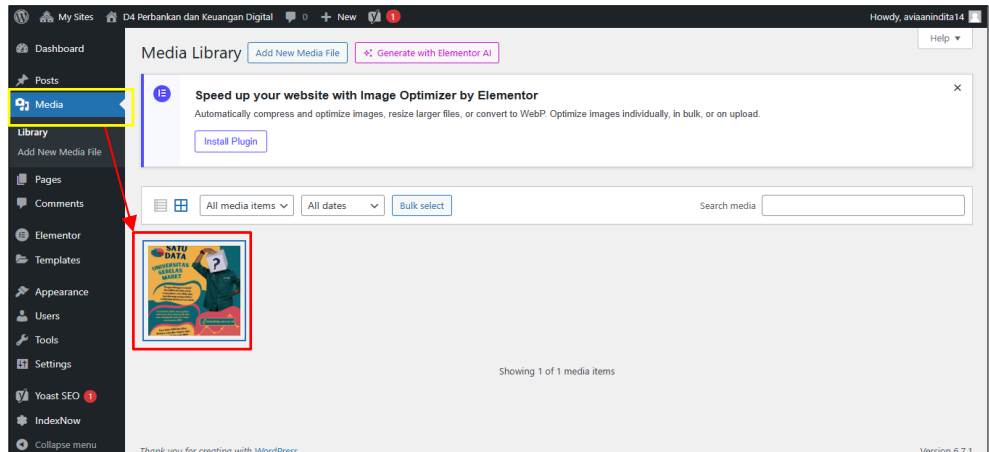 My Sites D4 Perbankan dan Keuangan Digital 0 + New 1 Howdy, aviaanindita14
Help
Dashboard
Posts
Media
Library
Add New Media File
Pages
Comments
Elementor
Templates
Appearance
Users
Tools
Settings
Yoast SEO 1
IndexNow
Collapse menu
Media Library Add New Media File Generate with Elementor AI
Speed up your website with Image Optimizer by Elementor
Automatically compress and optimize images, resize larger files, or convert to WebP. Optimize images individually, in bulk, or on upload.
Install Plugin
All media items All dates Bulk select Search media
SATU
DATA
UNIVERSITAS
SEBELAS
MARET
Showing 1 of 1 media items
Thank you for creating with WordPress
Version 6.7.1